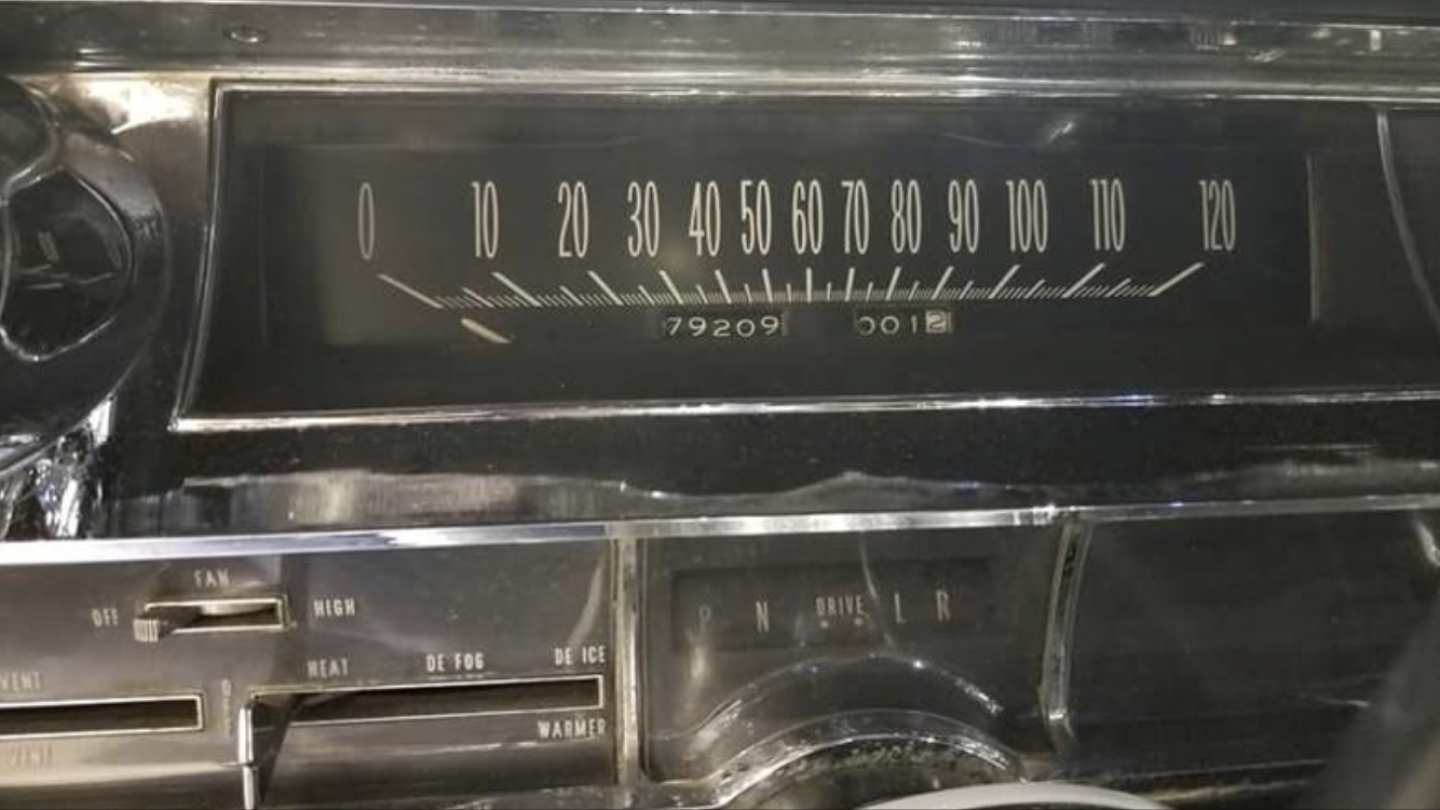 0 10 20 30 40 50 60 70 80 90 100 110 120
79209 0012
FAN
OFF HIGH
P N DRIVE L R
VENT HEAT DE FOG DE ICE
WARMER
VENT